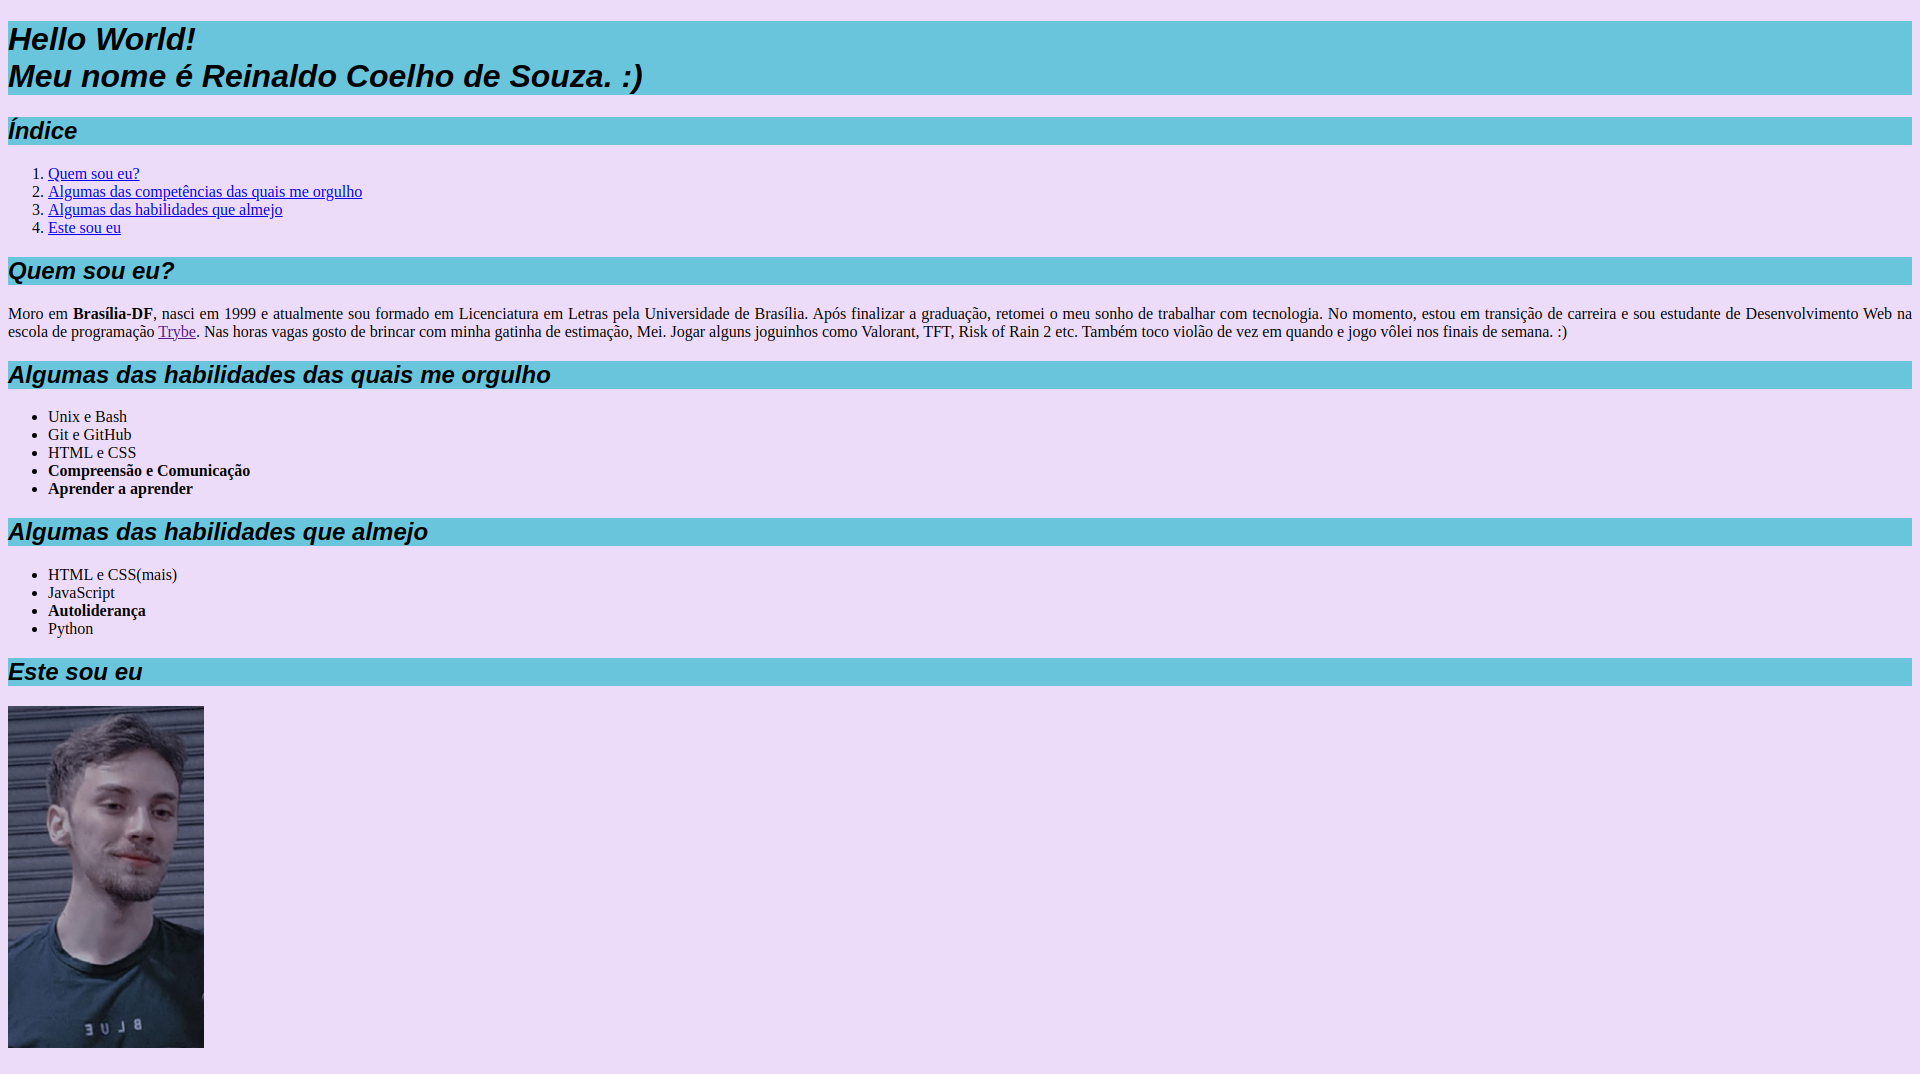 Hello World!
Meu nome é Reinaldo Coelho de Souza. :)
Índice
1. Quem sou eu?
2. Algumas das competências das quais me orgulho
3. Algumas das habilidades que almejo
4. Este sou eu
Quem sou eu?
Moro em Brasília-DF, nasci em 1999 e atualmente sou formado em Licenciatura em Letras pela Universidade de Brasília. Após finalizar a graduação, retomei o meu sonho de trabalhar com tecnologia. No momento, estou em transição de carreira e sou estudante de Desenvolvimento Web na
escola de programação Trybe. Nas horas vagas gosto de brincar com minha gatinha de estimação, Mei. Jogar alguns joguinhos como Valorant, TFT, Risk of Rain 2 etc. Também toco violão de vez em quando e jogo vôlei nos finais de semana. :)
Algumas das habilidades das quais me orgulho
• Unix e Bash
• Git e GitHub
• HTML e CSS
• Compreensão e Comunicação
• Aprender a aprender
Algumas das habilidades que almejo
• HTML e CSS(mais)
• JavaScript
• Autoliderança
• Python
Este sou eu
BLUE